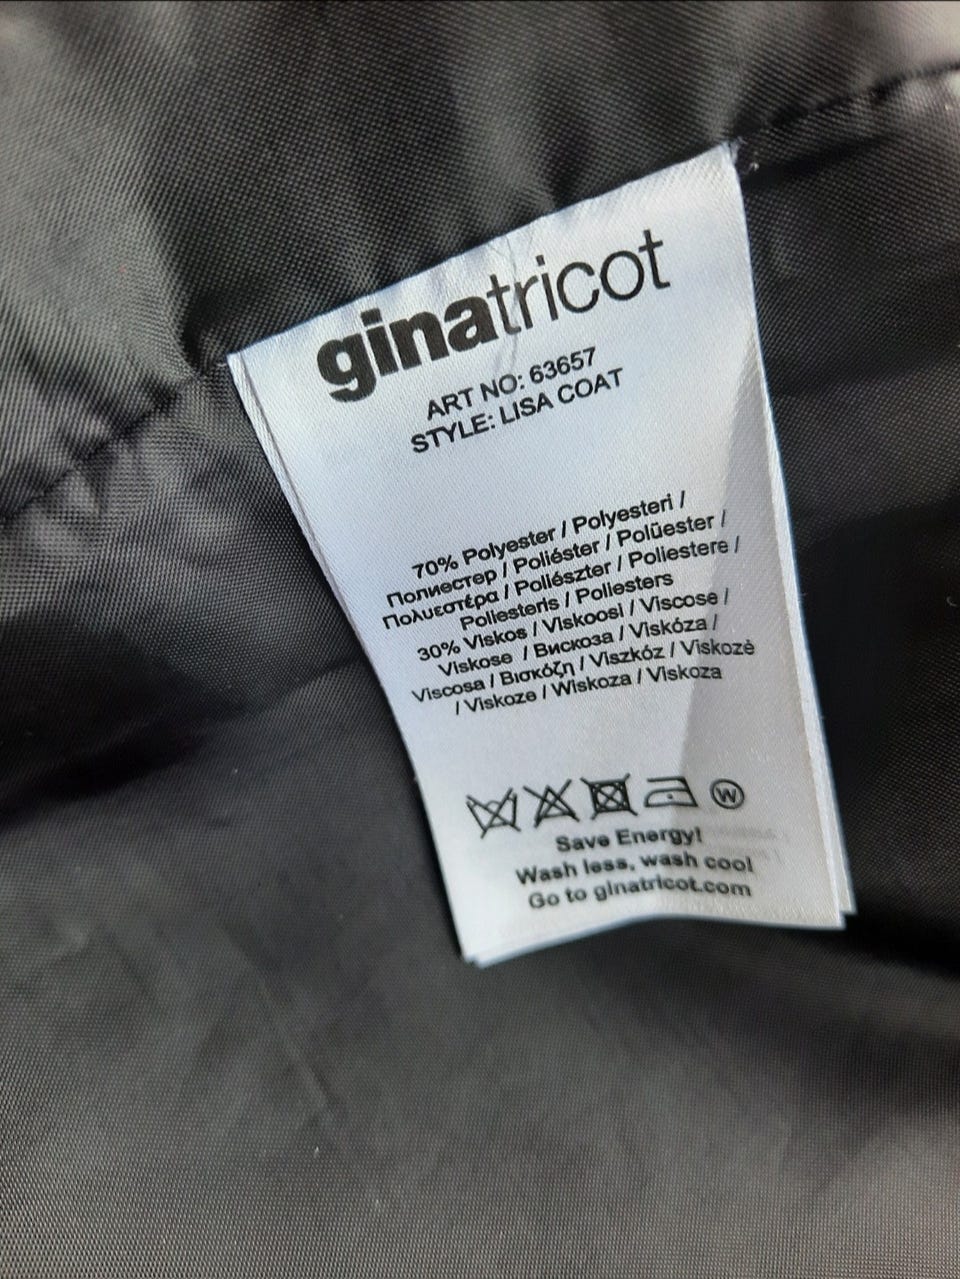 ginatricot
ART NO: 63657
STYLE: LISA COAT
70% Polyester / Polyesteri /
Полиестер / Poliéster / Polüester /
Πολυεστέρα / Poliészter / Poliestere /
Poliesteris / Poliesters
30% Viskos / Viskoosi / Viscose /
Viskose / Вискоза / Viskóza /
Viscosa / Βισκόζη / Viszkóz / Viskozė
/ Viskoze / Wiskoza / Viskoza
W
Save Energy!
Wash less, wash cool
Go to ginatricot.com